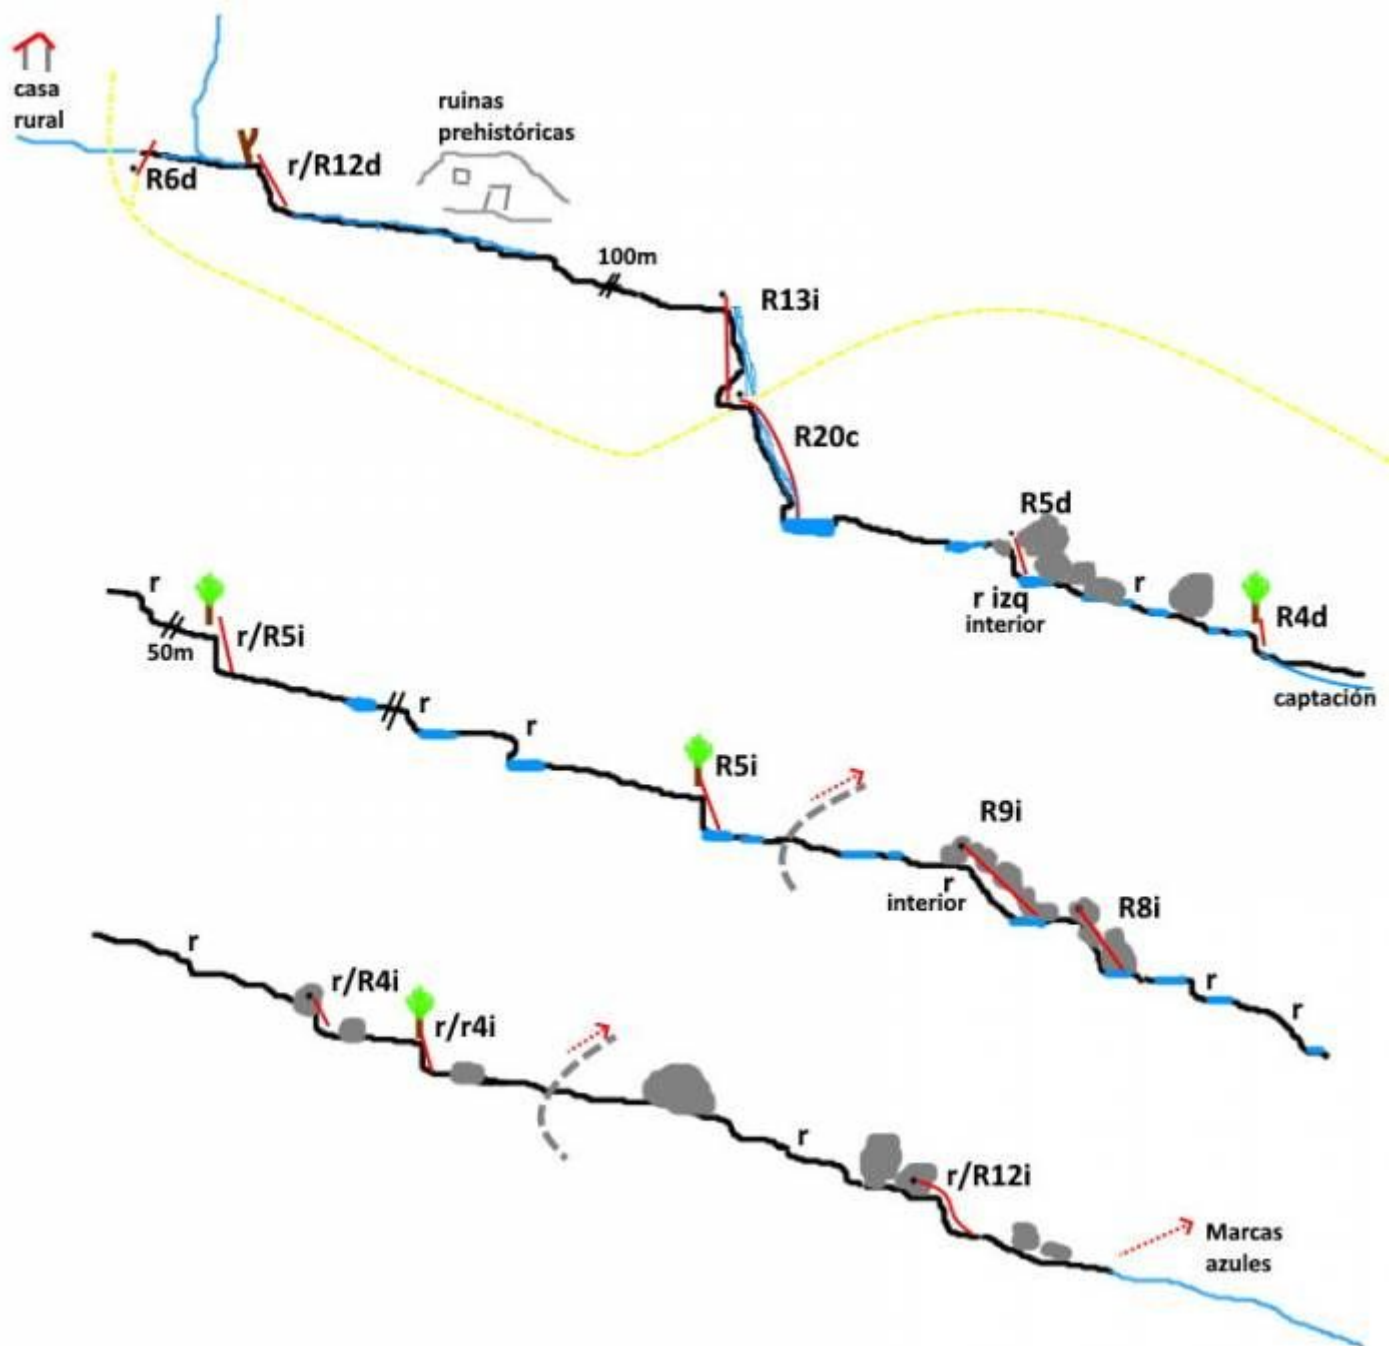 casa
rural
R6d
r/R12d
ruinas
prehistóricas
100m
R13i
R20c
R5d
r izq
interior
r
R4d
captación
r
50m
r/R5i
r
r
R5i
R9i
r
interior
R8i
r
r
r
r/R4i
r/r4i
r
r/R12i
Marcas
azules